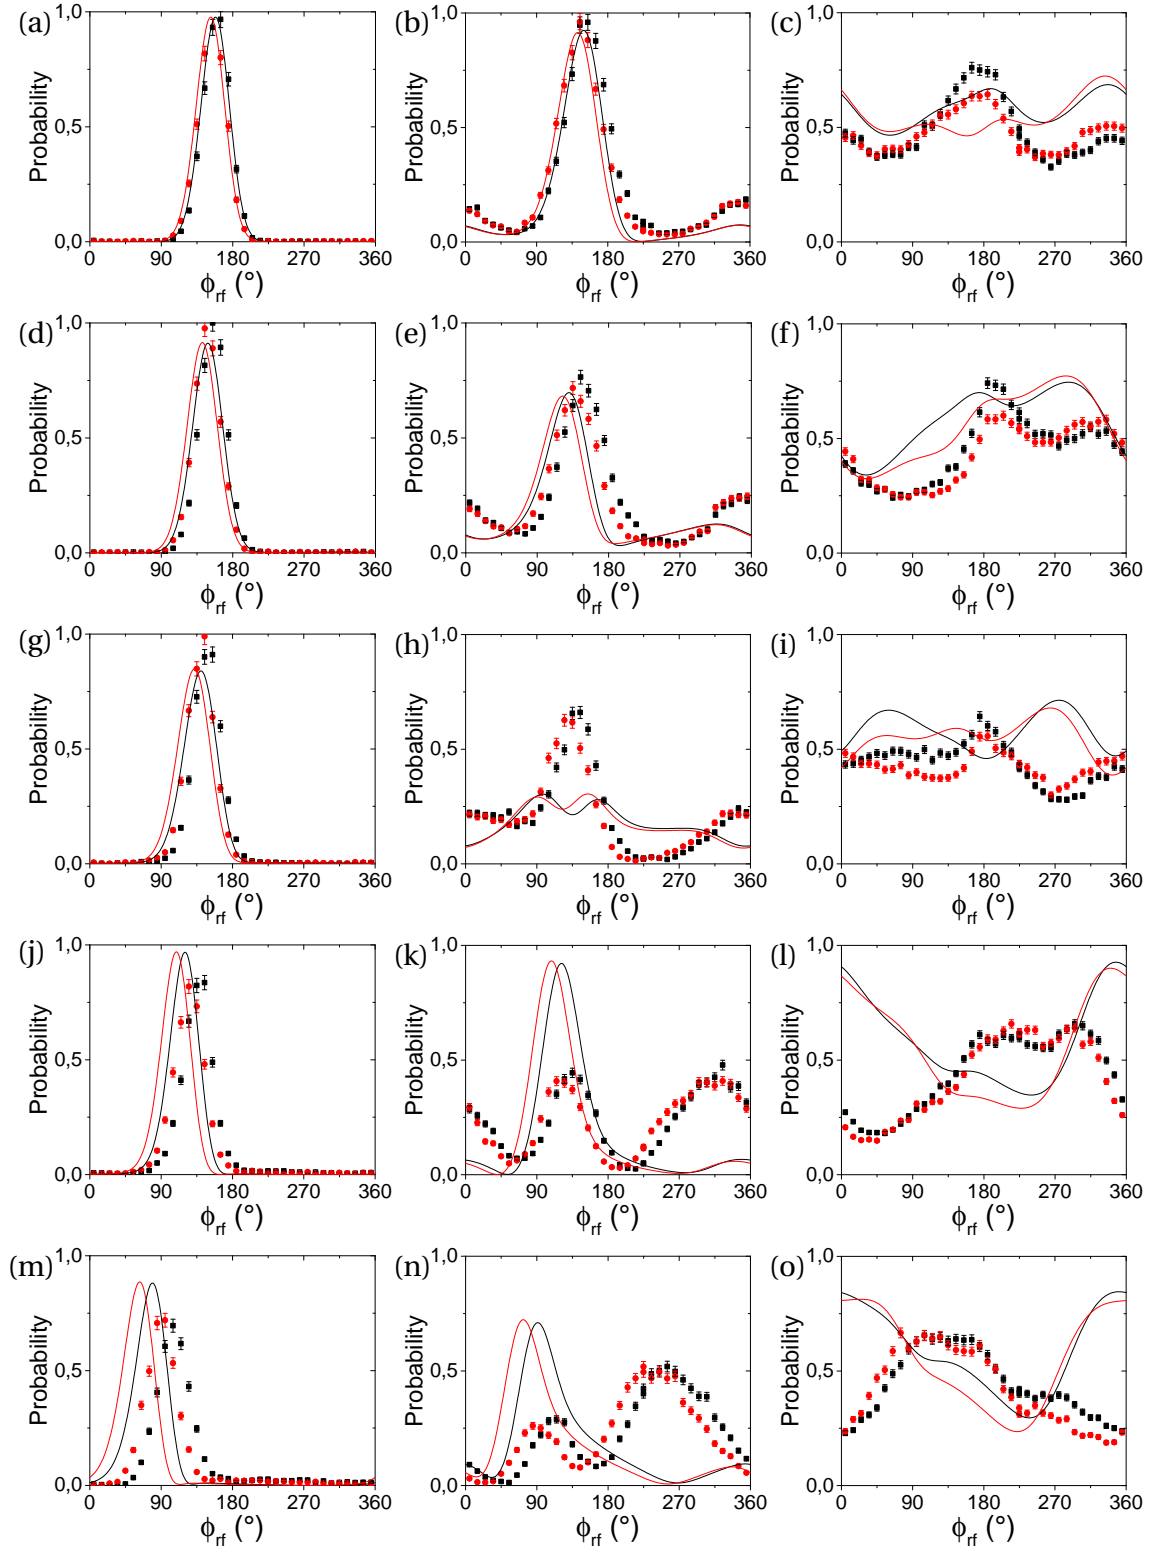 (a) (b) (c)
1,0 1,0 1,0
Probability Probability Probability
0,5 0,5 0,5
0,0 0,0 0,0
0 90 180 270 360 0 90 180 270 360 0 90 180 270 360
ϕrf (°) ϕrf (°) ϕrf (°)
(d) (e) (f)
1,0 1,0 1,0
Probability Probability Probability
0,5 0,5 0,5
0,0 0,0 0,0
0 90 180 270 360 0 90 180 270 360 0 90 180 270 360
ϕrf (°) ϕrf (°) ϕrf (°)
(g) (h) (i)
1,0 1,0 1,0
Probability Probability Probability
0,5 0,5 0,5
0,0 0,0 0,0
0 90 180 270 360 0 90 180 270 360 0 90 180 270 360
ϕrf (°) ϕrf (°) ϕrf (°)
(j) (k) (l)
1,0 1,0 1,0
Probability Probability Probability
0,5 0,5 0,5
0,0 0,0 0,0
0 90 180 270 360 0 90 180 270 360 0 90 180 270 360
ϕrf (°) ϕrf (°) ϕrf (°)
(m) (n) (o)
1,0 1,0 1,0
Probability Probability Probability
0,5 0,5 0,5
0,0 0,0 0,0
0 90 180 270 360 0 90 180 270 360 0 90 180 270 360
ϕrf (°) ϕrf (°) ϕrf (°)